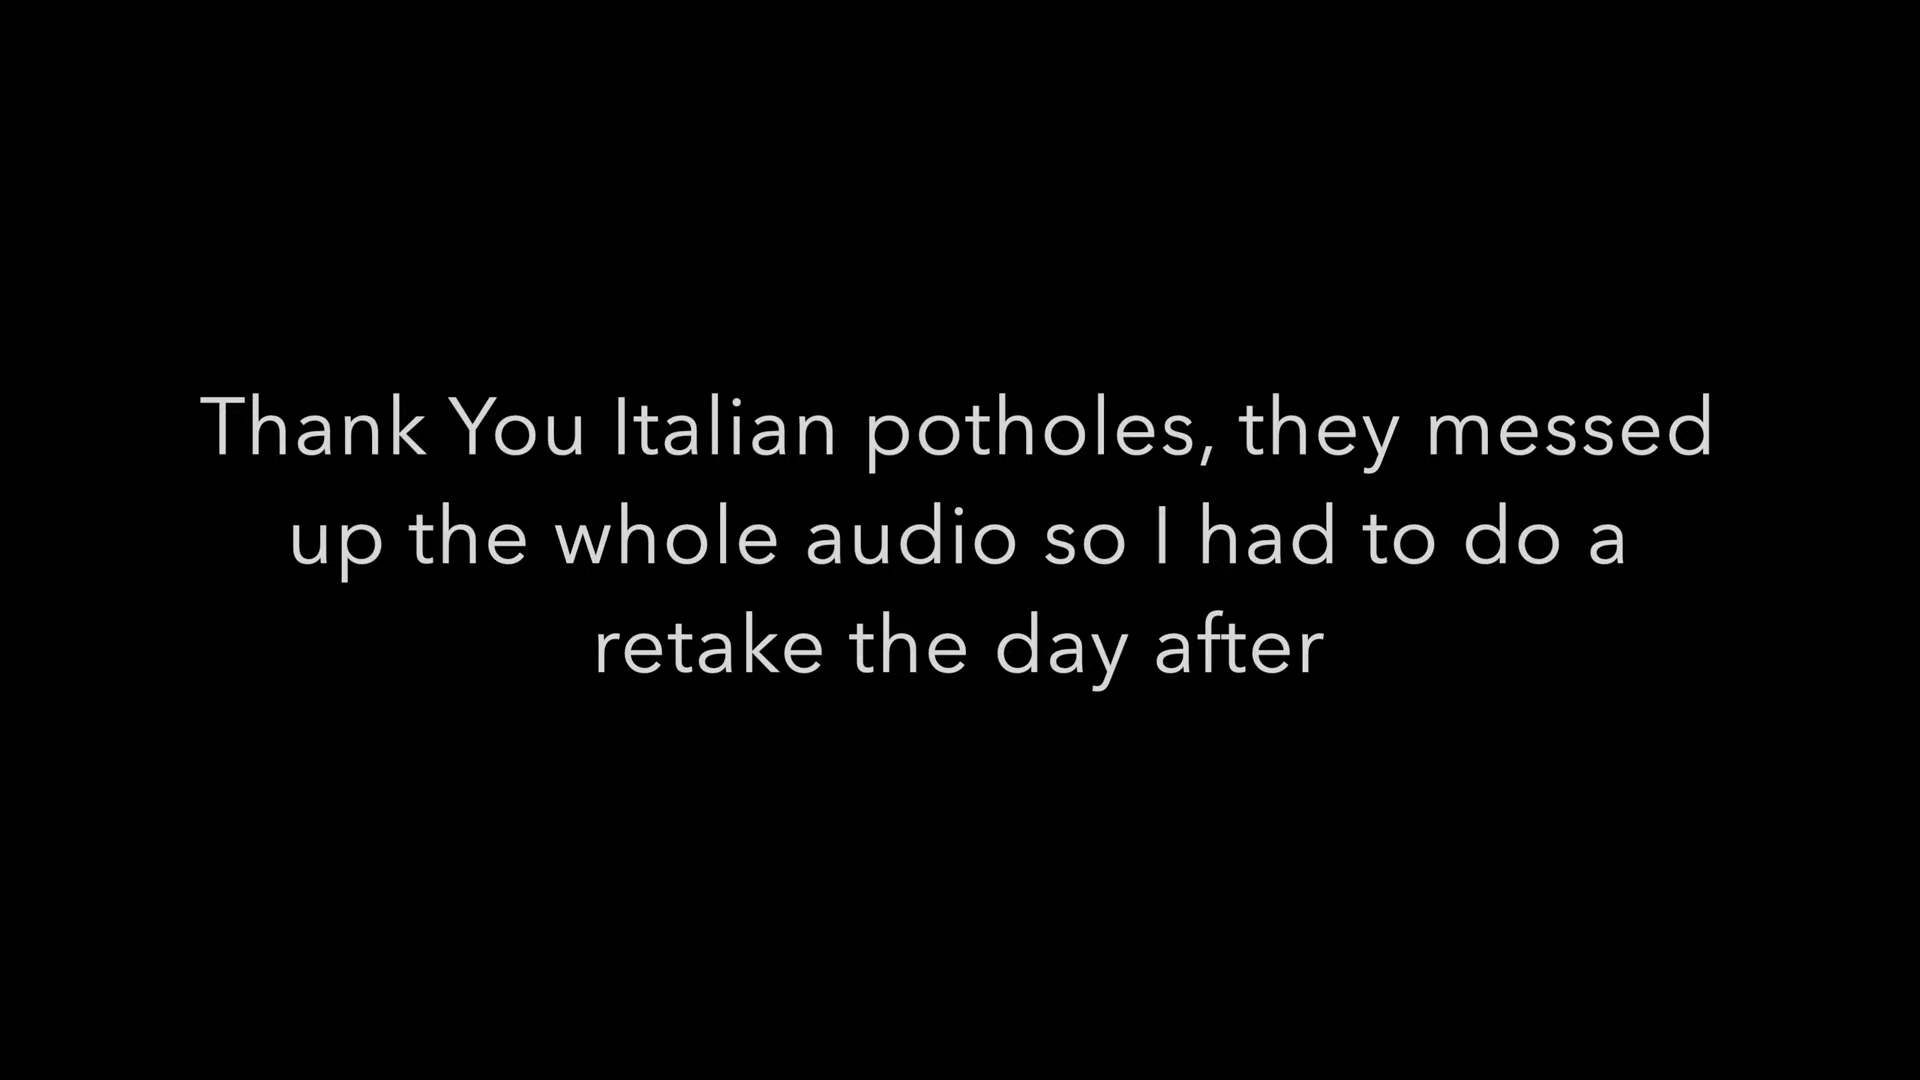 Thank You Italian potholes, they messed
up the whole audio so I had to do a
retake the day after